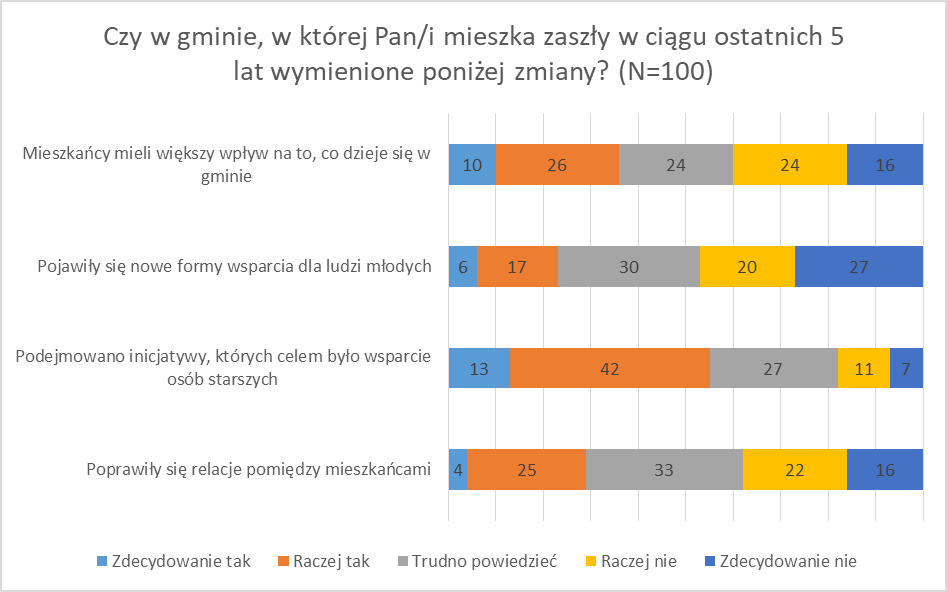 Czy w gminie, w której Pan/i mieszka zaszły w ciągu ostatnich 5
lat wymienione poniżej zmiany? (N=100)
Mieszkańcy mieli większy wpływ na to, co dzieje się w
gminie
10 26 24 24 16
Pojawiły się nowe formy wsparcia dla ludzi młodych
6 17 30 20 27
Podejmowano inicjatywy, których celem było wsparcie
osób starszych
13 42 27 11 7
Poprawiły się relacje pomiędzy mieszkańcami
4 25 33 22 16
Zdecydowanie tak Raczej tak Trudno powiedzieć Raczej nie Zdecydowanie nie